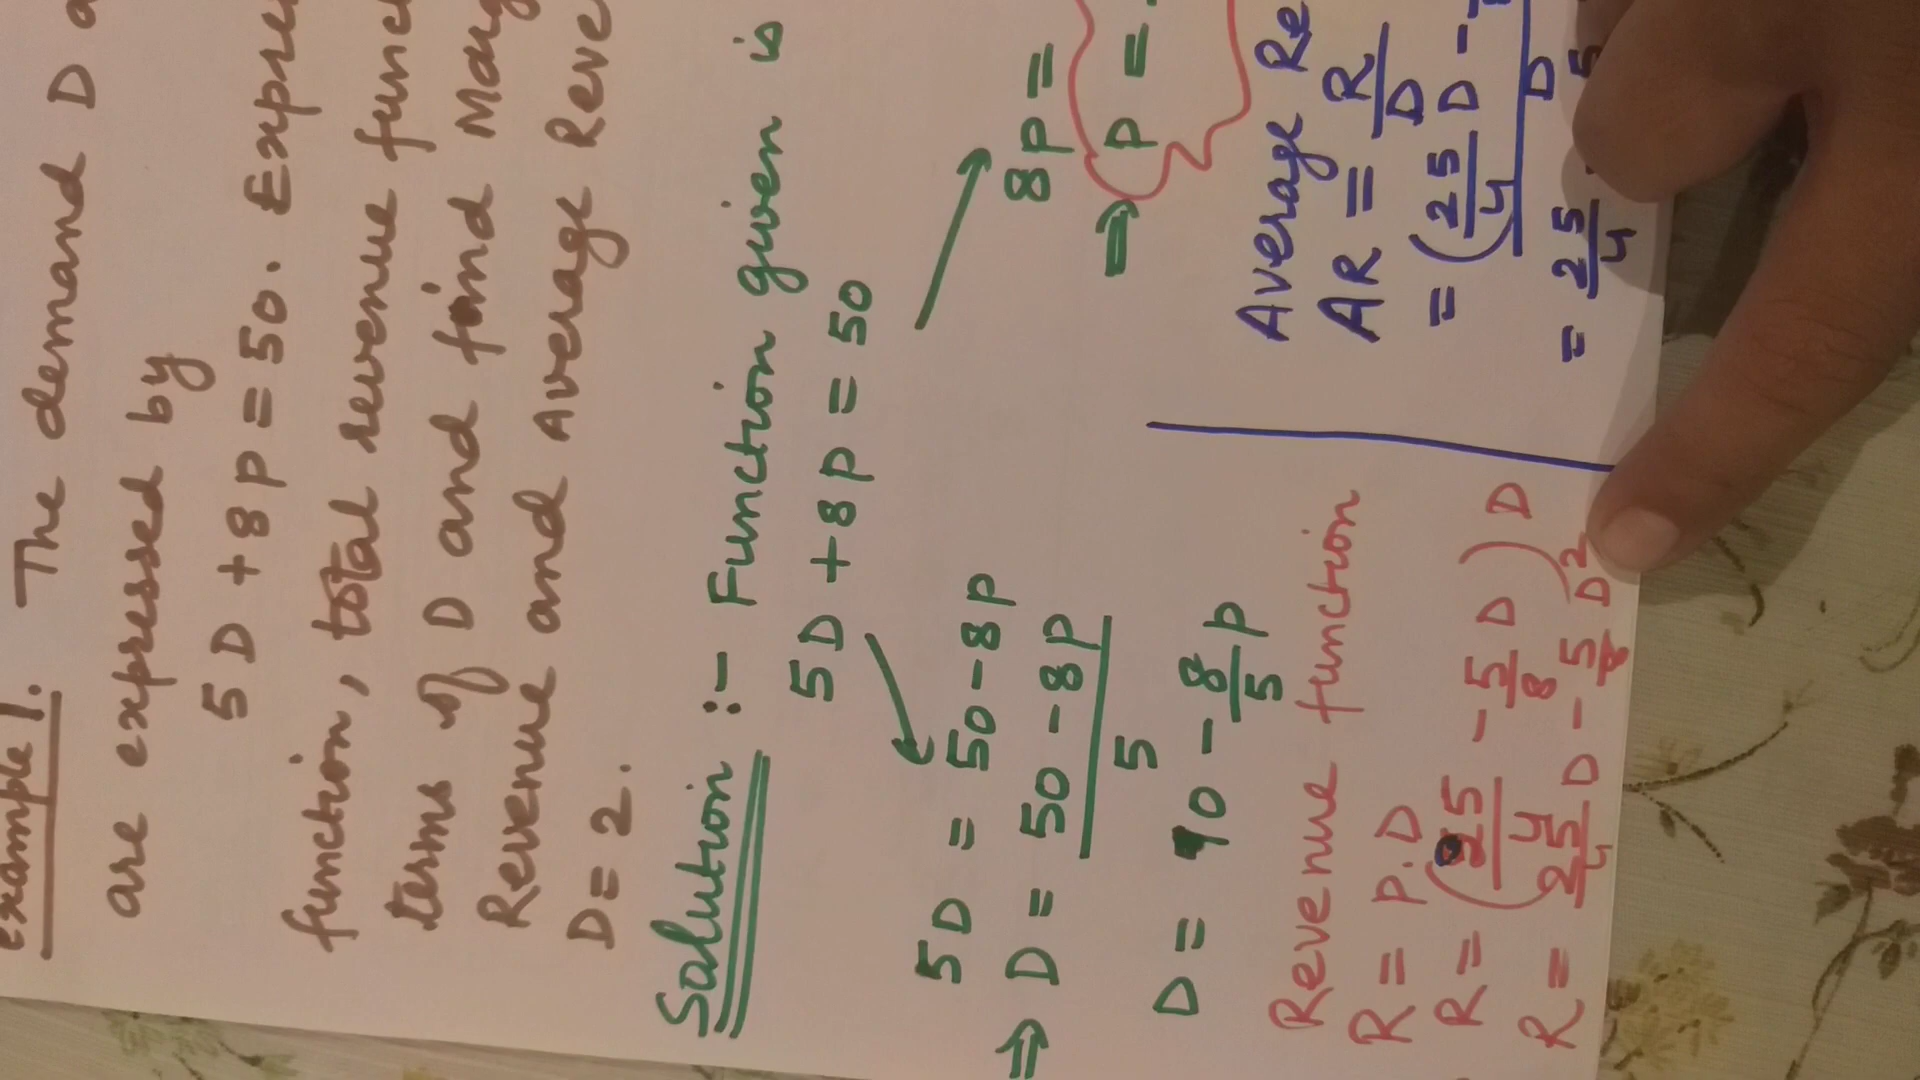 example 1. The demand D
are expressed by
5D + 8P = 50. Expre
function, total revenue func
terms of D and find Marg
Revenue and Average Reve
D = 2.
Solution :- Function given is
5D + 8P = 50
5D = 50 - 8P
⇒ D = 50 - 8P
5
D = 10 - 8/5 P
8P =
⇒ P =
Revenue function
R = P.D
R = (25/4 - 5/8 D) D
R = 25/4 D - 5/8 D²
Average Re
AR = R/D
= (25/4 D -
D
= 25/4